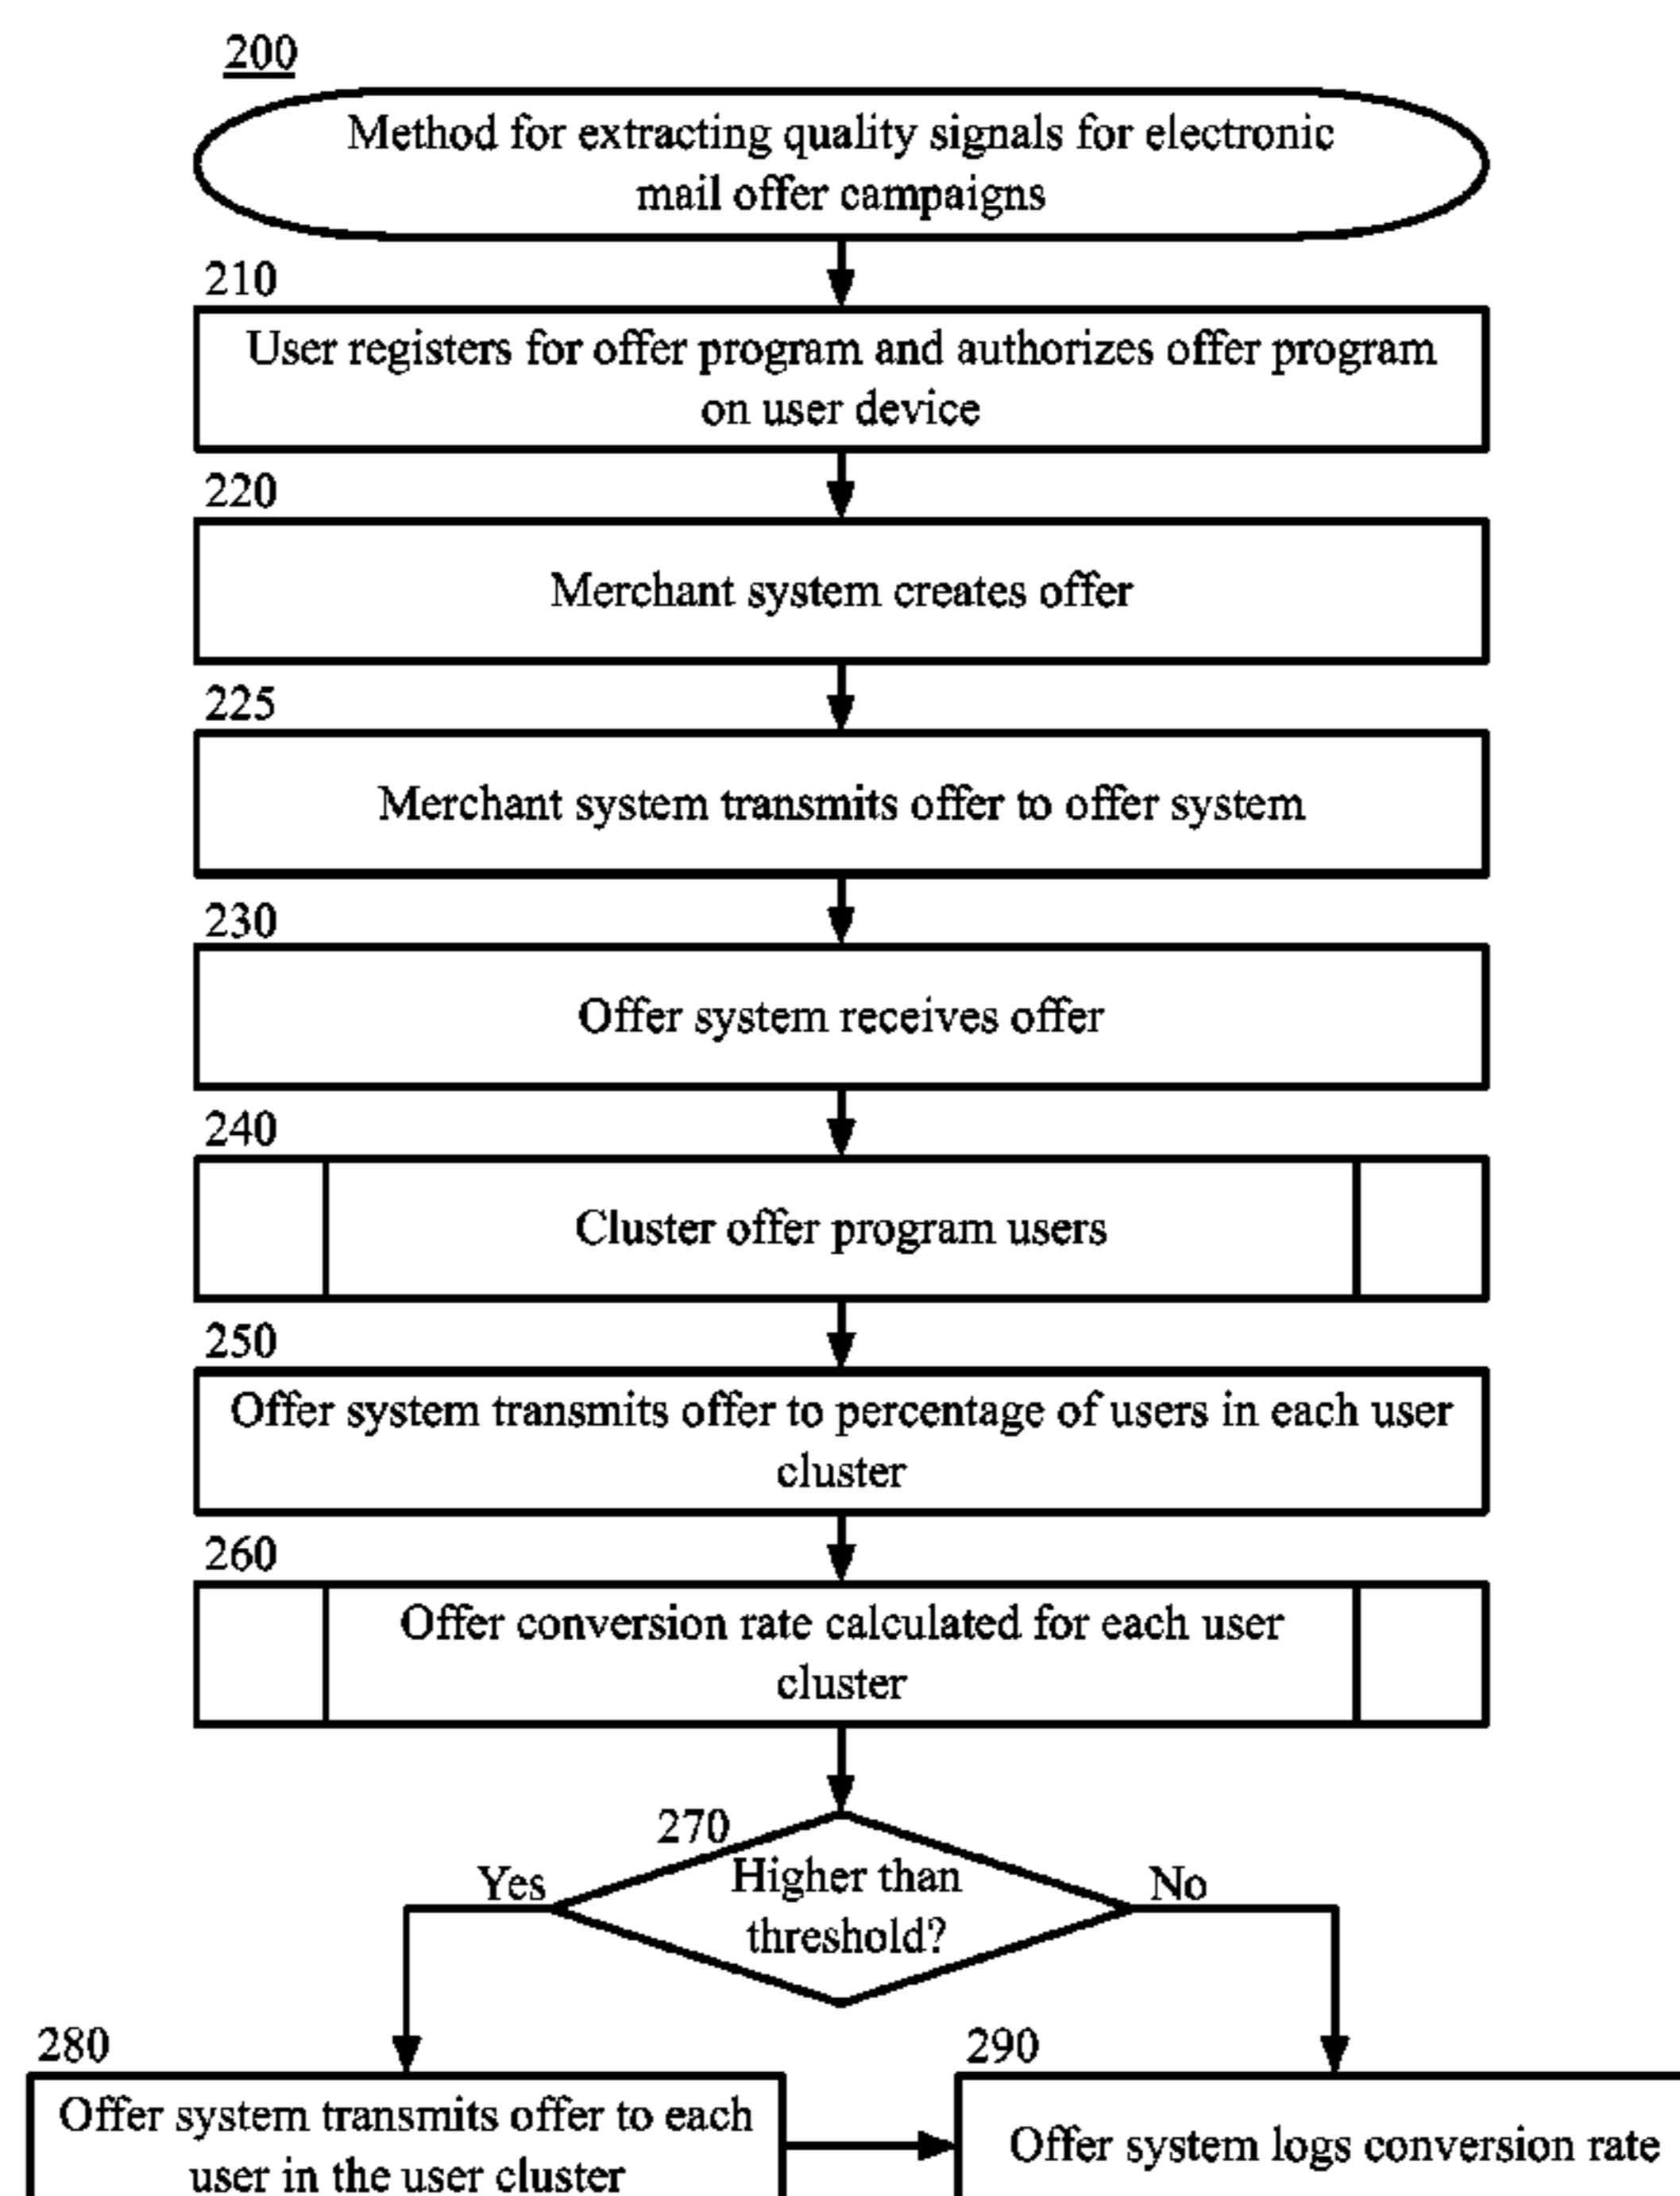 200
Method for extracting quality signals for electronic
mail offer campaigns
210
User registers for offer program and authorizes offer program
on user device
220
Merchant system creates offer
225
Merchant system transmits offer to offer system
230
Offer system receives offer
240
Cluster offer program users
250
Offer system transmits offer to percentage of users in each user
cluster
260
Offer conversion rate calculated for each user
cluster
270
Higher than
threshold?
Yes
No
280
Offer system transmits offer to each
user in the user cluster
290
Offer system logs conversion rate